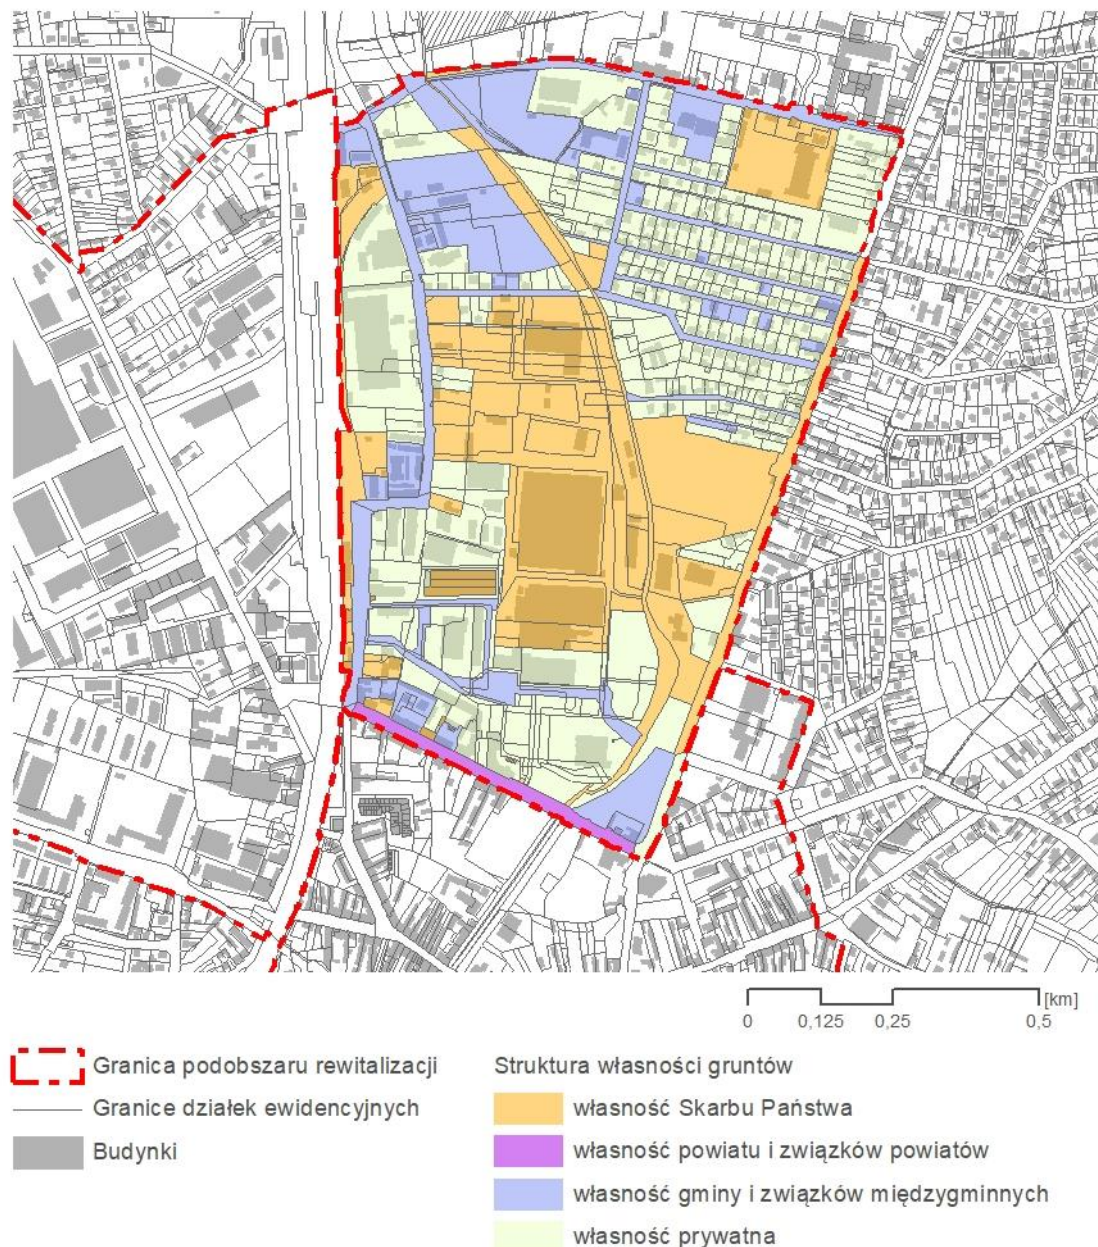 [km]
0 0,125 0,25 0,5
Granica podobszaru rewitalizacji
Granice działek ewidencyjnych
Budynki
Struktura własności gruntów
własność Skarbu Państwa
własność powiatu i związków powiatów
własność gminy i związków międzygminnych
własność prywatna